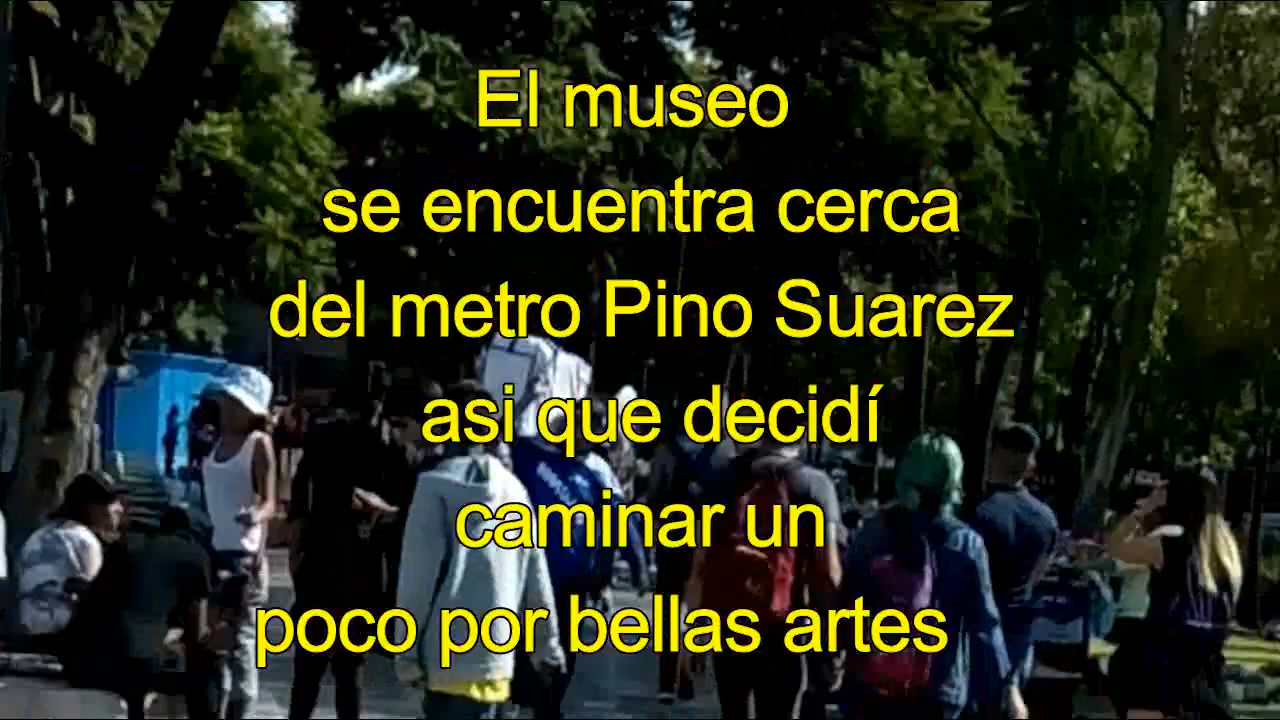 El museo
se encuentra cerca
del metro Pino Suarez
asi que decidí
caminar un
poco por bellas artes